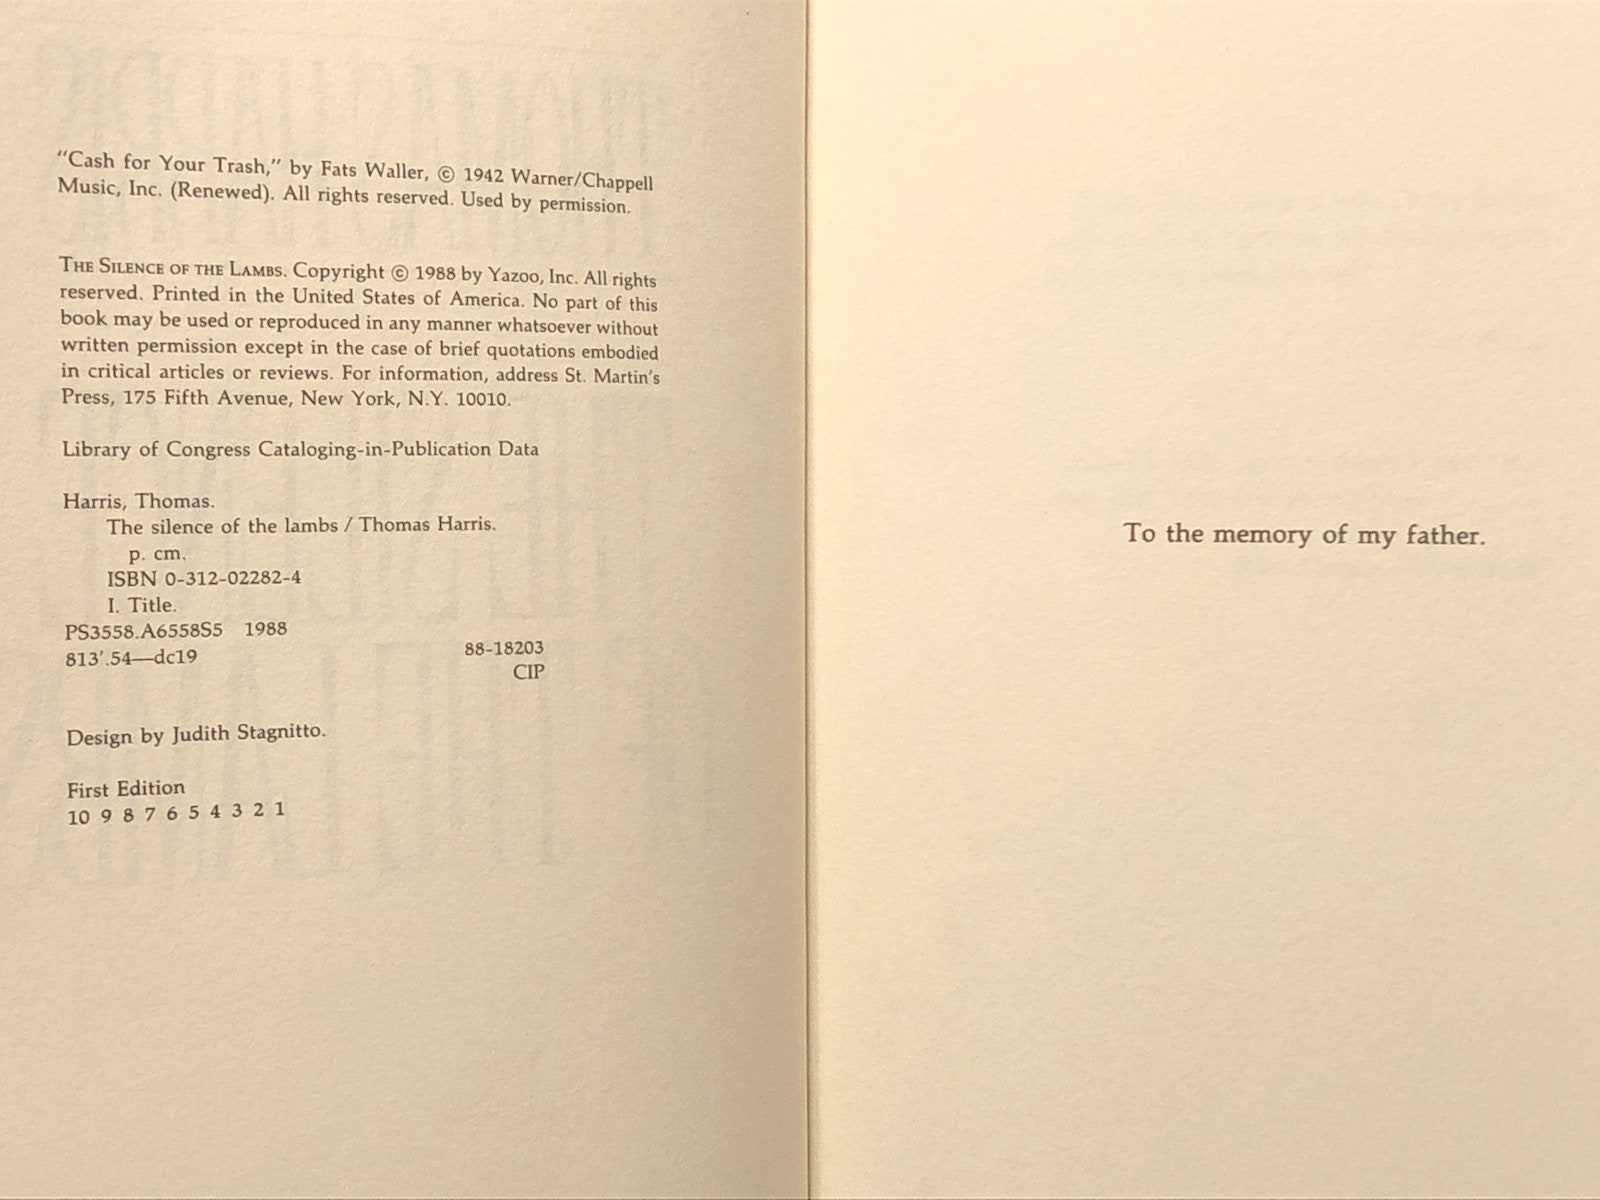 "Cash for Your Trash," by Fats Waller, © 1942 Warner/Chappell
Music, Inc. (Renewed). All rights reserved. Used by permission.
THE SILENCE OF THE LAMBS. Copyright © 1988 by Yazoo, Inc. All rights
reserved. Printed in the United States of America. No part of this
book may be used or reproduced in any manner whatsoever without
written permission except in the case of brief quotations embodied
in critical articles or reviews. For information, address St. Martin's
Press, 175 Fifth Avenue, New York, N.Y. 10010.
Library of Congress Cataloging-in-Publication Data
Harris, Thomas.
The silence of the lambs / Thomas Harris.
p. cm.
ISBN 0-312-02282-4
I. Title.
PS3558.A6558S5 1988
813'.54—dc19
88-18203
CIP
Design by Judith Stagnitto.
First Edition
10 9 8 7 6 5 4 3 2 1
To the memory of my father.